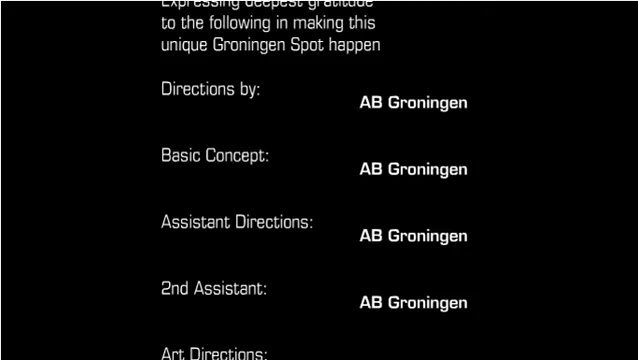 Expressing deepest gratitude
to the following in making this
unique Groningen Spot happen
Directions by:
AB Groningen
Basic Concept:
AB Groningen
Assistant Directions:
AB Groningen
2nd Assistant:
AB Groningen
Art Directions: